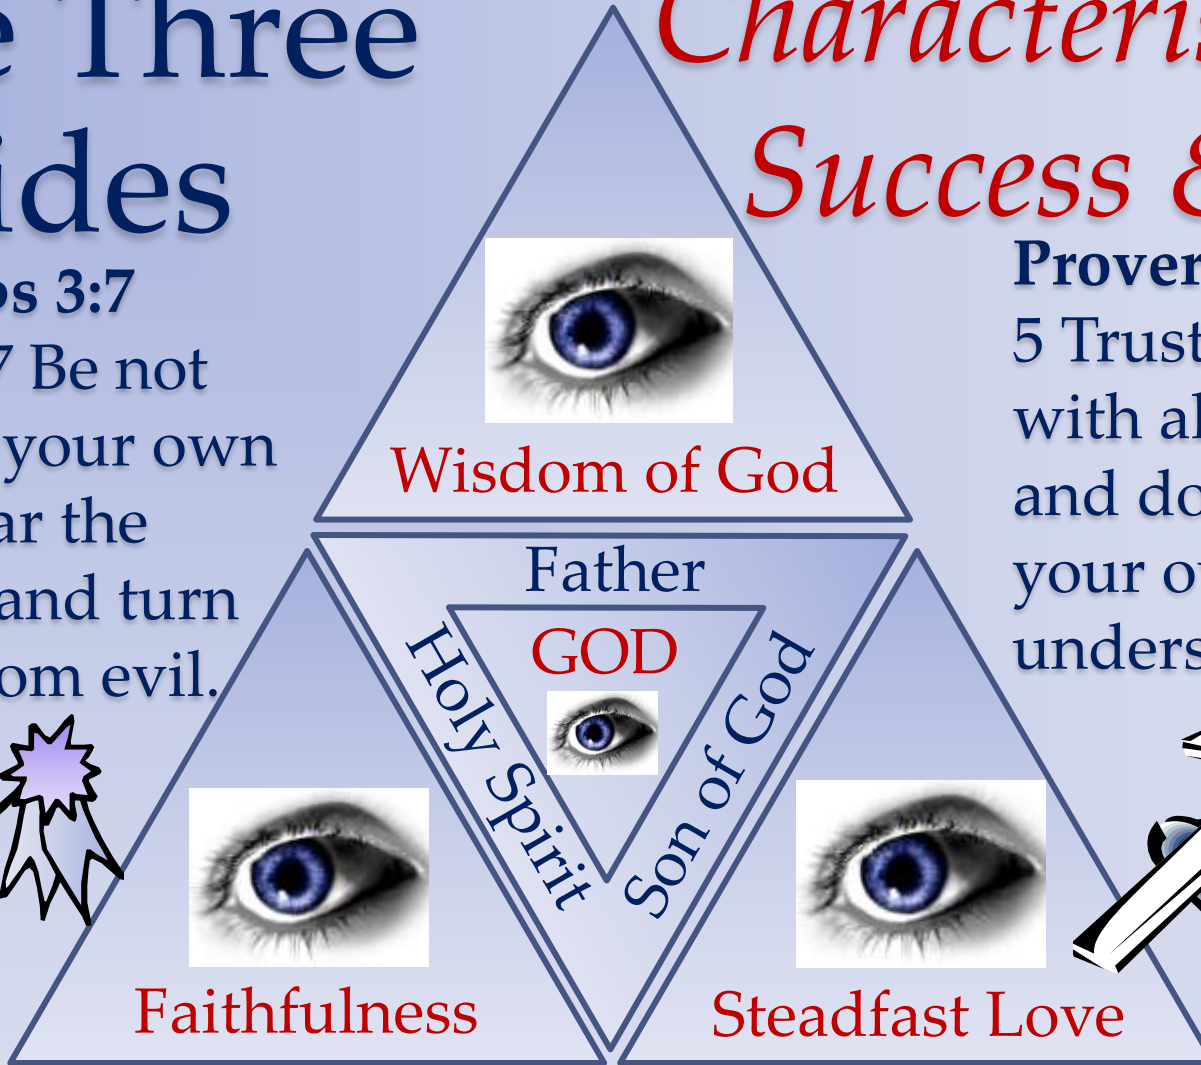 Three
Characteris
ides
Success &
3:7
7 Be not
your own
ar the
and turn
om evil.
Prover
5 Trust
with al
and do
your o
unders
Wisdom of God
Father
GOD
Holy Spirit
Son of God
Faithfulness
Steadfast Love